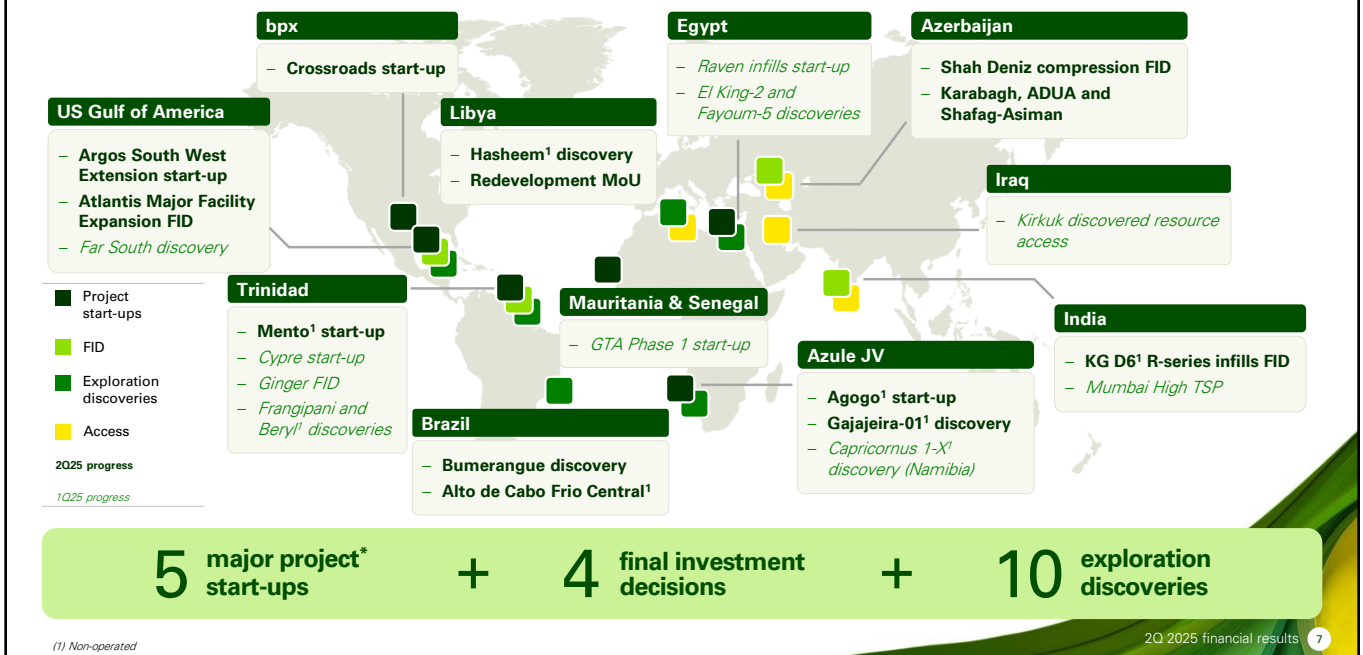 bpx
– Crossroads start-up
US Gulf of America
– Argos South West
Extension start-up
– Atlantis Major Facility
Expansion FID
– Far South discovery
Libya
– Hasheem¹ discovery
– Redevelopment MoU
Egypt
– Raven infills start-up
– El King-2 and
Fayoum-5 discoveries
Azerbaijan
– Shah Deniz compression FID
– Karabagh, ADUA and
Shafag-Asiman
Iraq
– Kirkuk discovered resource
access
Project
start-ups
FID
Exploration
discoveries
Access
2Q25 progress
1Q25 progress
Trinidad
– Mento¹ start-up
– Cypre start-up
– Ginger FID
– Frangipani and
Beryl¹ discoveries
Mauritania & Senegal
– GTA Phase 1 start-up
India
– KG D6¹ R-series infills FID
– Mumbai High TSP
Azule JV
– Agogo¹ start-up
– Gajajeira-01¹ discovery
– Capricornus 1-X¹
discovery (Namibia)
Brazil
– Bumerangue discovery
– Alto de Cabo Frio Central¹
5 major project*
start-ups
+
4 final investment
decisions
+
10 exploration
discoveries
(1) Non-operated
2Q 2025 financial results 7